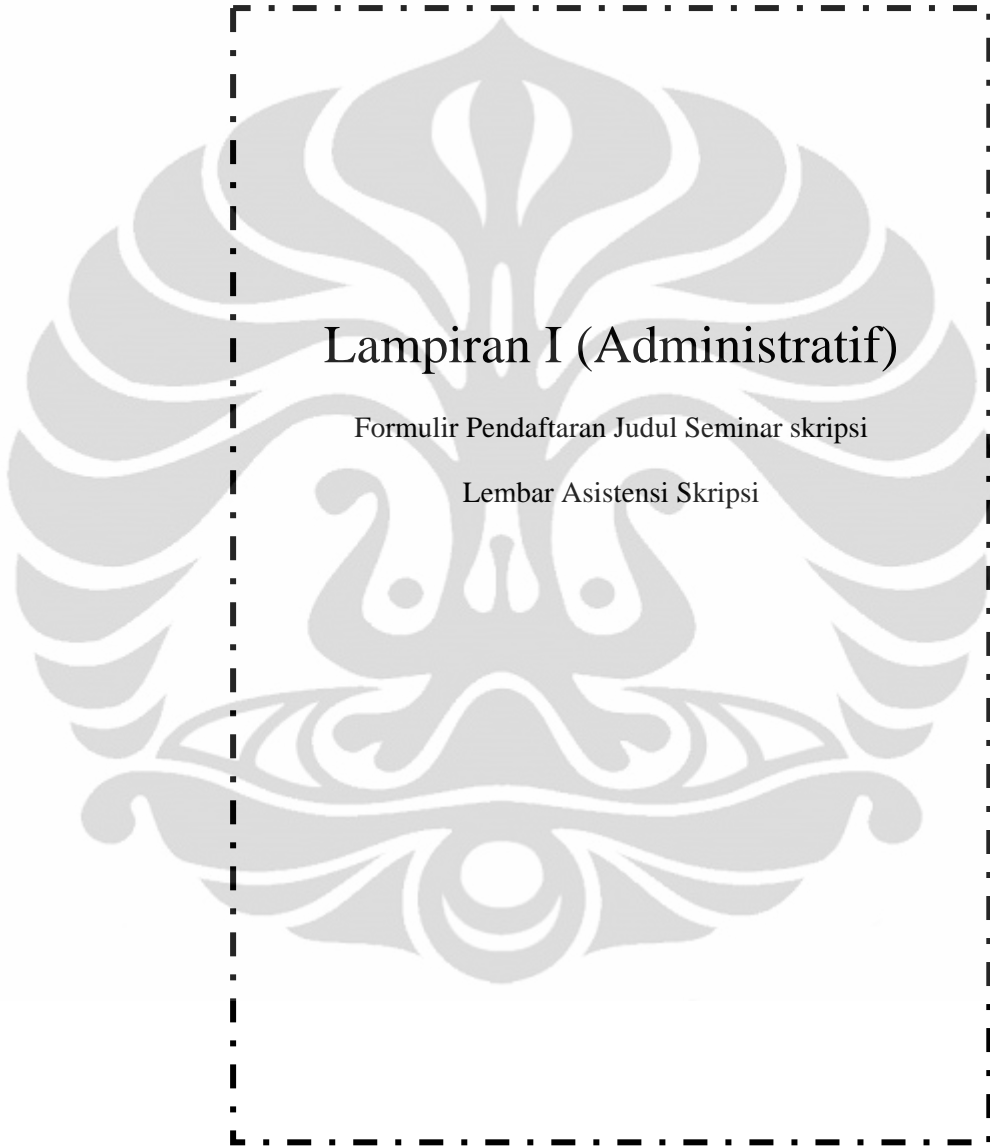 Lampiran I (Administratif)
Formulir Pendaftaran Judul Seminar skripsi
Lembar Asistensi Skripsi